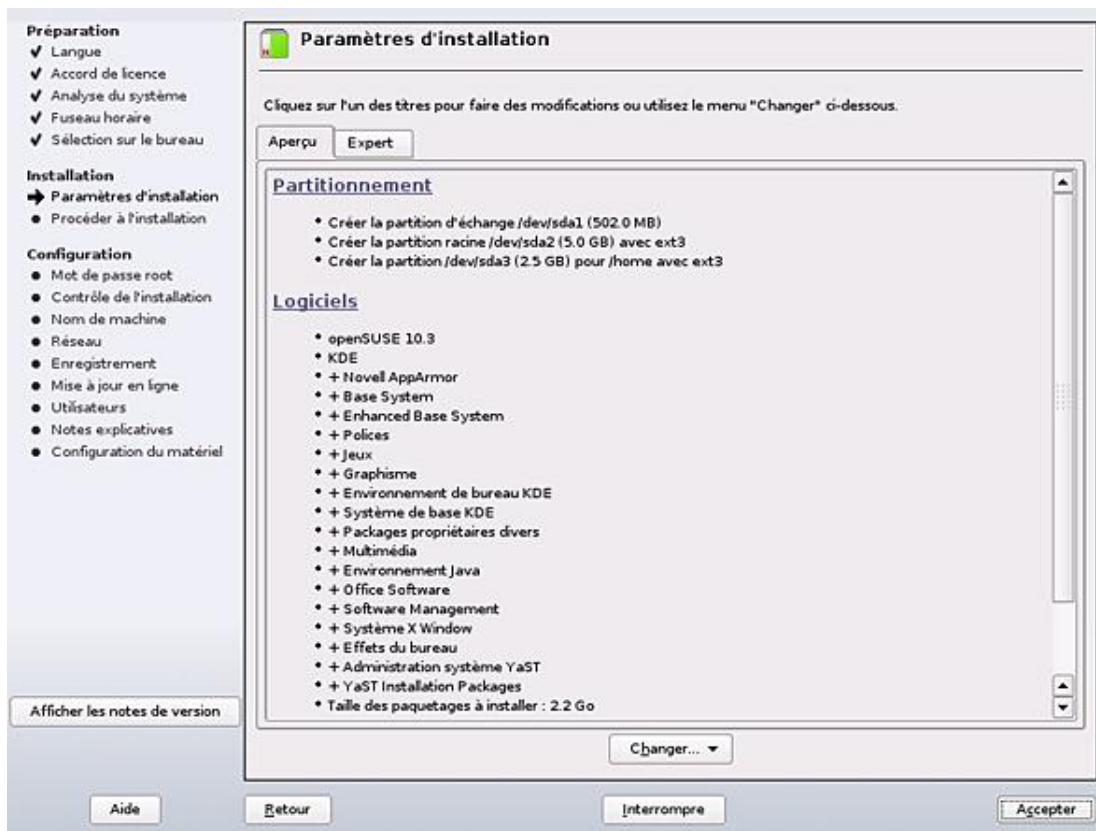 Préparation
Langue
Accord de licence
Analyse du système
Fuseau horaire
Sélection sur le bureau
Installation
Paramètres d'installation
Procéder à l'installation
Configuration
Mot de passe root
Contrôle de l'installation
Nom de machine
Réseau
Enregistrement
Mise à jour en ligne
Utilisateurs
Notes explicatives
Configuration du matériel
Afficher les notes de version
Aide
Paramètres d'installation
Cliquez sur l'un des titres pour faire des modifications ou utilisez le menu "Changer" ci-dessous.
Aperçu
Expert
Partitionnement
• Créer la partition d'échange /dev/sda1 (502.0 MB)
• Créer la partition racine /dev/sda2 (5.0 GB) avec ext3
• Créer la partition /dev/sda3 (2.5 GB) pour /home avec ext3
Logiciels
• openSUSE 10.3
• KDE
• + Novell AppArmor
• + Base System
• + Enhanced Base System
• + Polices
• + Jeux
• + Graphisme
• + Environnement de bureau KDE
• + Système de base KDE
• + Packages propriétaires divers
• + Multimédia
• + Environnement Java
• + Office Software
• + Software Management
• + Système X Window
• + Effets du bureau
• + Administration système YaST
• + YaST Installation Packages
• Taille des paquetages à installer : 2.2 Go
Changer...
Retour
Interrompre
Accepter